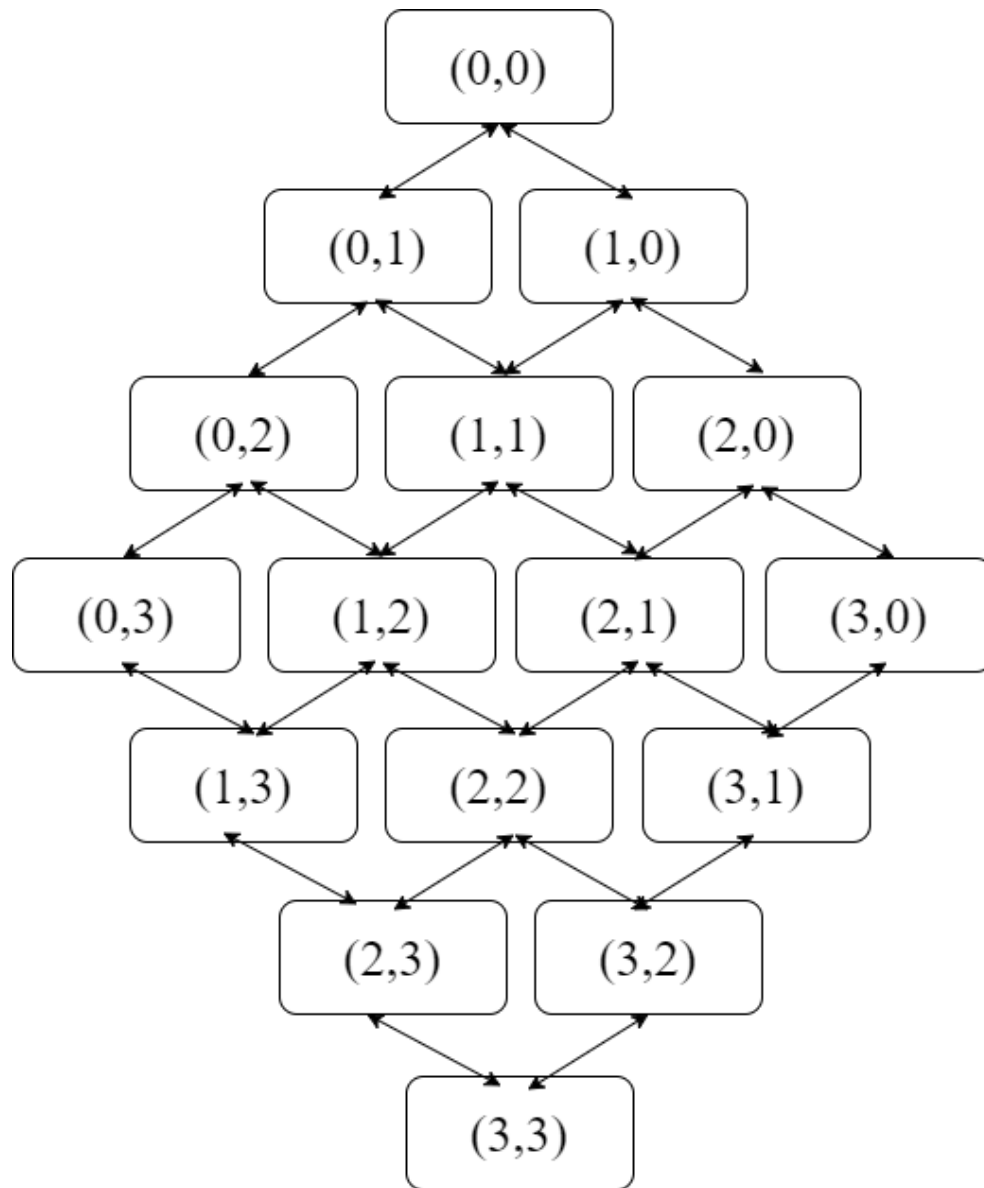 (0,0)
(0,1) (1,0)
(0,2) (1,1) (2,0)
(0,3) (1,2) (2,1) (3,0)
(1,3) (2,2) (3,1)
(2,3) (3,2)
(3,3)